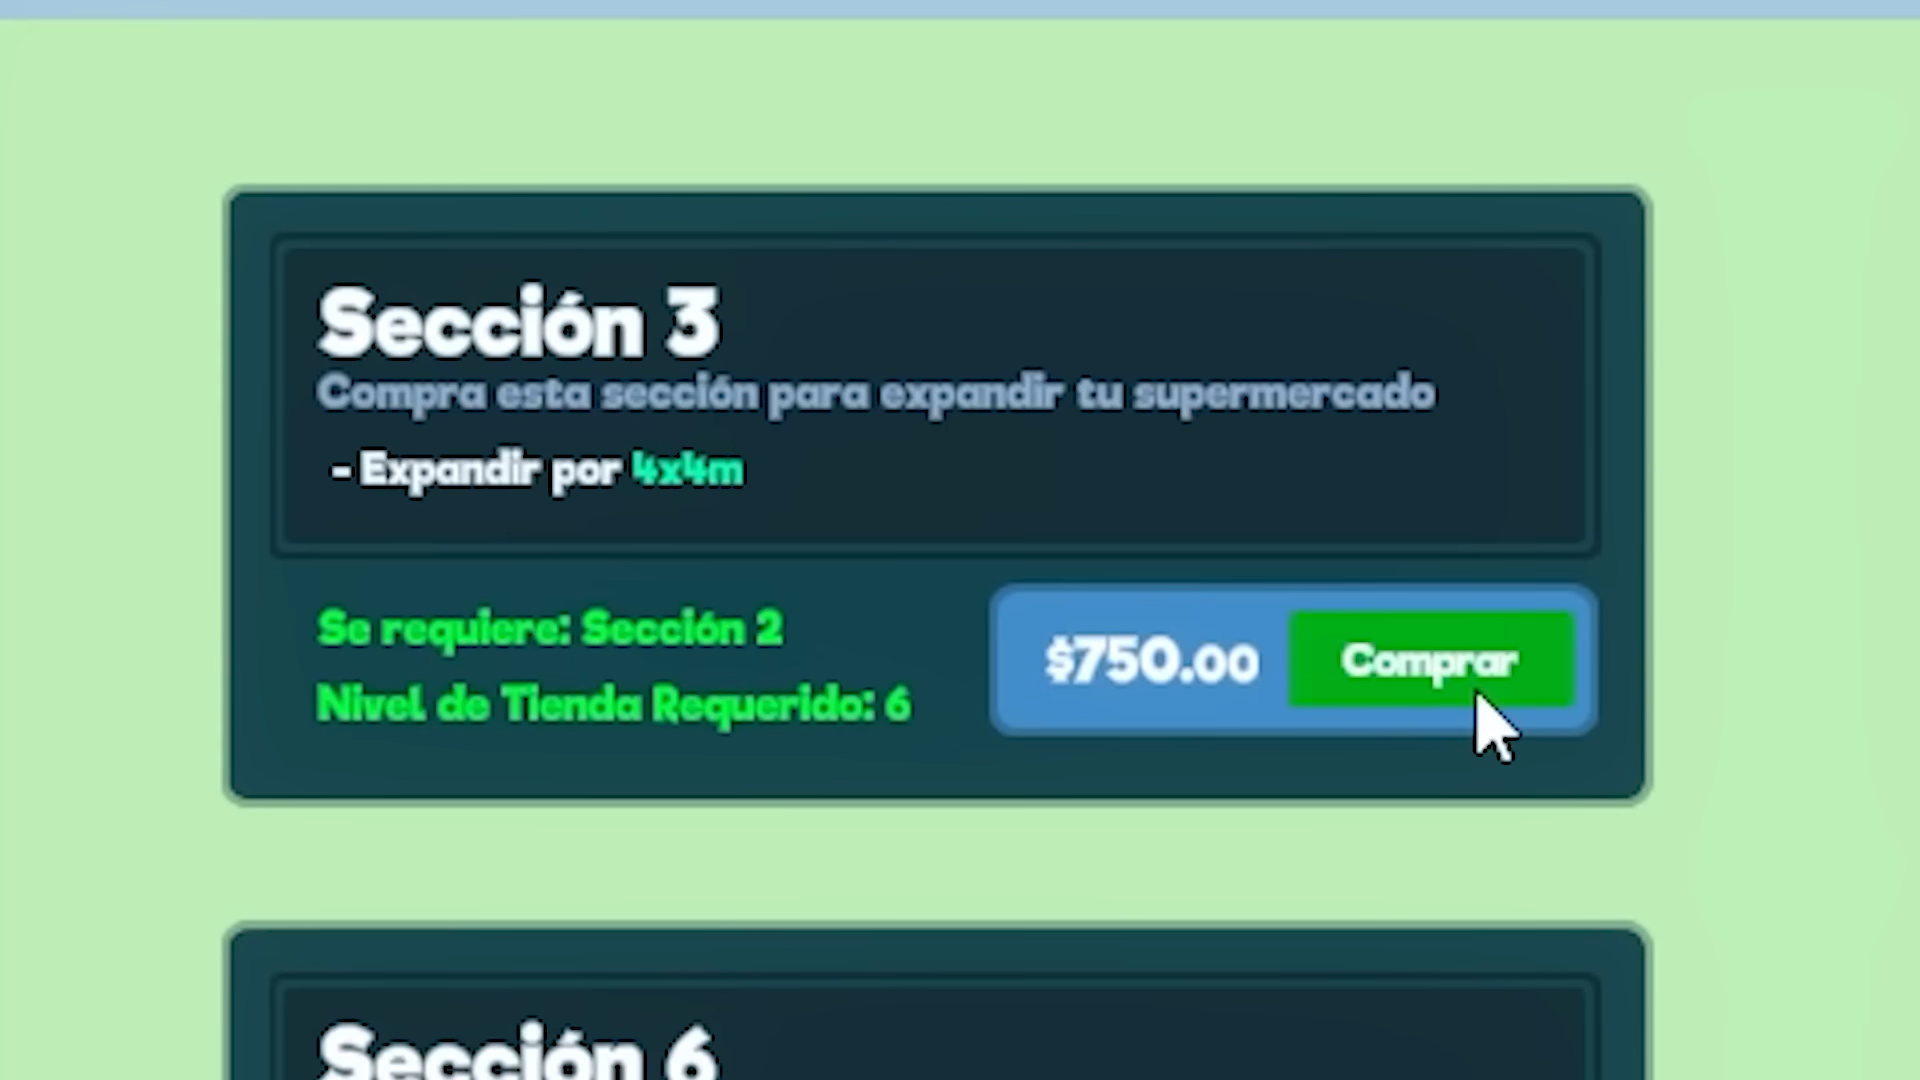 Sección 3
Compra esta sección para expandir tu supermercado
- Expandir por 4x4m
Se requiere: Sección 2
Nivel de Tienda Requerido: 6
$750.00
Comprar
Sección 6